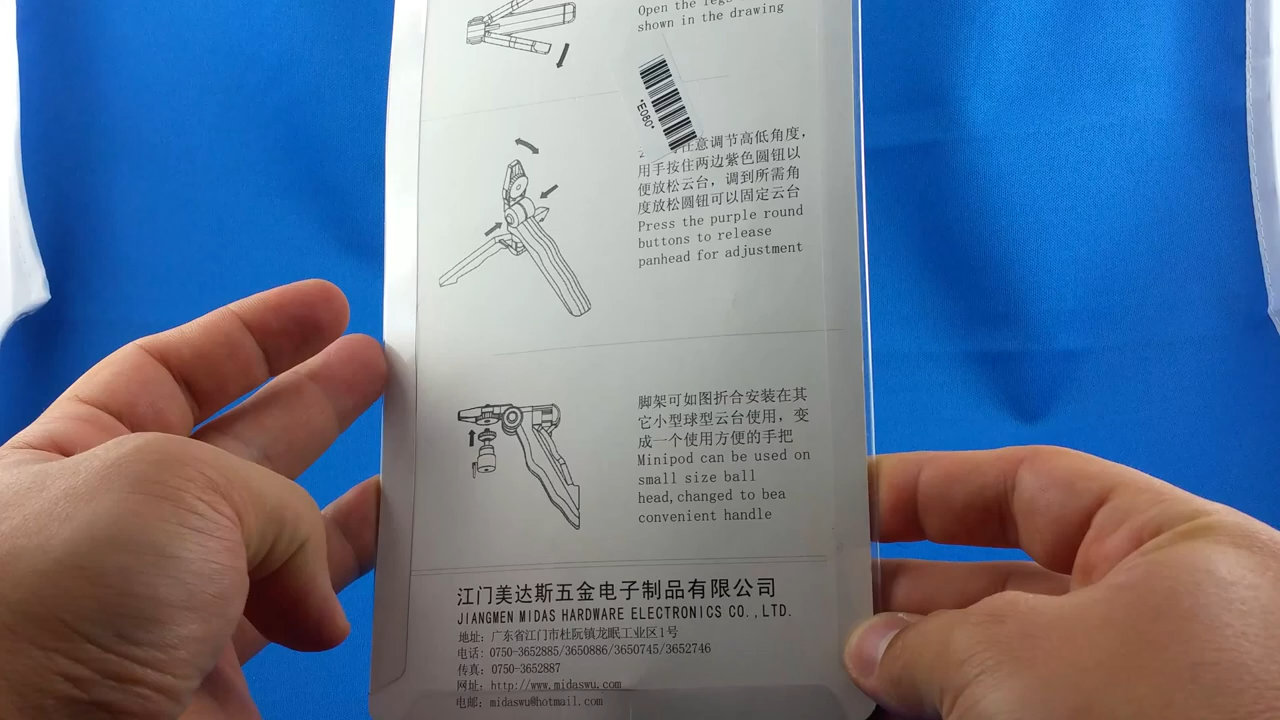 Open the legs
shown in the drawing
*E080*
任意调节高低角度，
用手按住两边紫色圆钮以
便放松云台，调到所需角
度放松圆钮可以固定云台
Press the purple round
buttons to release
panhead for adjustment
脚架可如图折合安装在其
它小型球型云台使用，变
成一个使用方便的手把
Minipod can be used on
small size ball
head,changed to bea
convenient handle
江门美达斯五金电子制品有限公司
JIANGMEN MIDAS HARDWARE ELECTRONICS CO.,LTD.
地址：广东省江门市杜阮镇龙眠工业区1号
电话：0750-3652885/3650886/3650745/3652746
传真：0750-3652887
网址：http://www.midaswu.com
电邮：midaswu@hotmail.com